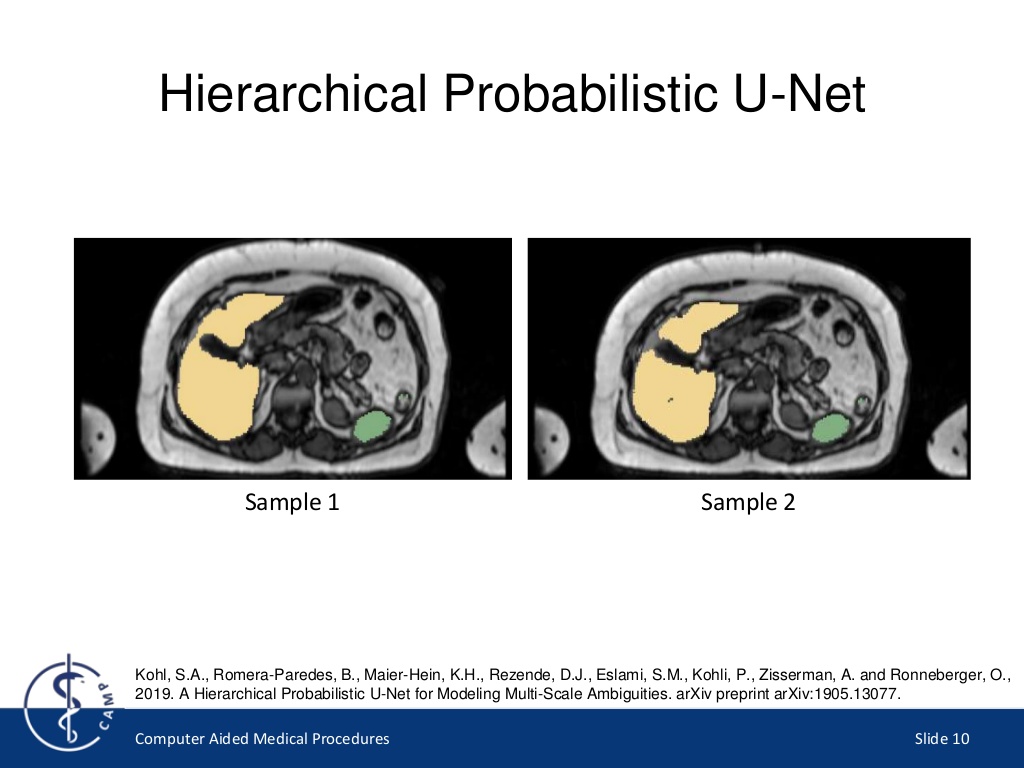 Hierarchical Probabilistic U-Net
Sample 1
Sample 2
Kohl, S.A., Romera-Paredes, B., Maier-Hein, K.H., Rezende, D.J., Eslami, S.M., Kohli, P., Zisserman, A. and Ronneberger, O.,
2019. A Hierarchical Probabilistic U-Net for Modeling Multi-Scale Ambiguities. arXiv preprint arXiv:1905.13077.
CAMP
Computer Aided Medical Procedures
Slide 10